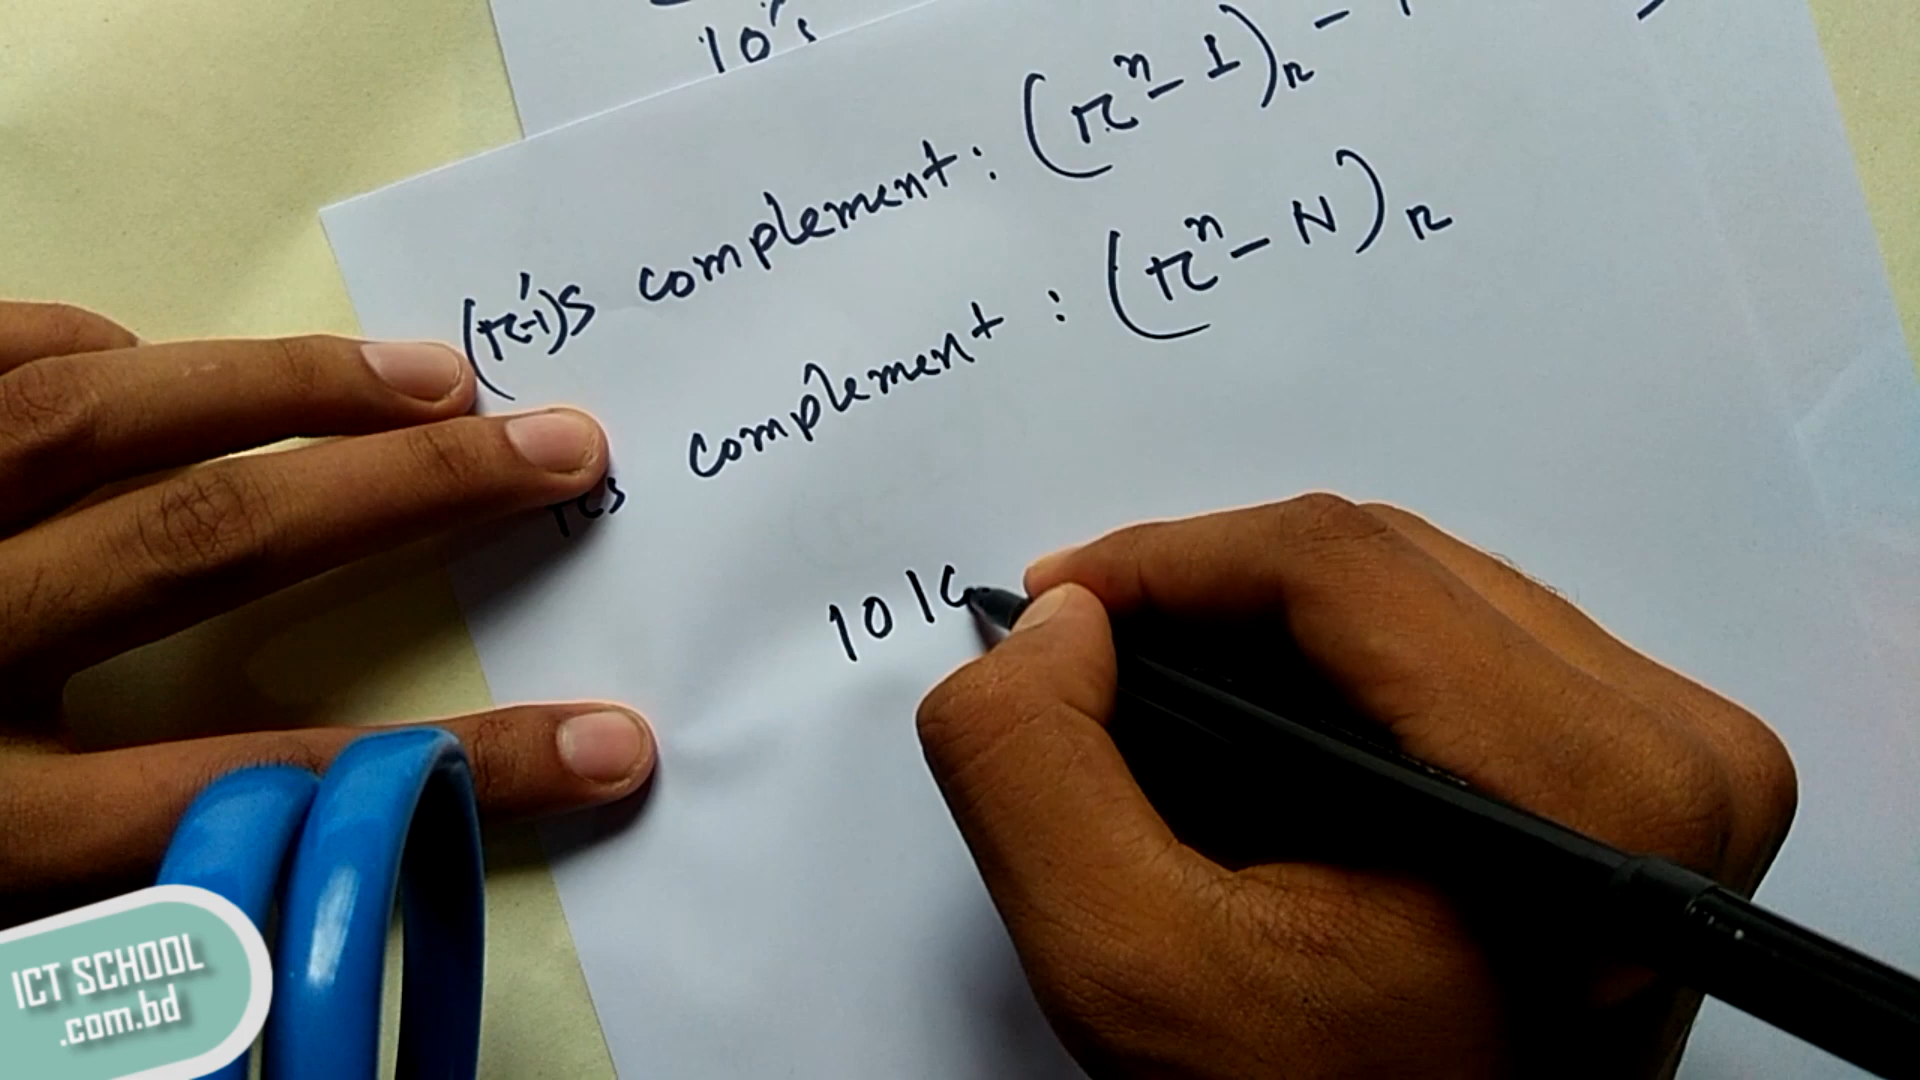 10's
(r-1)'s complement: (r^n - 1)_r -
r's complement : (r^n - N)_r
101
ICT SCHOOL
.com.bd